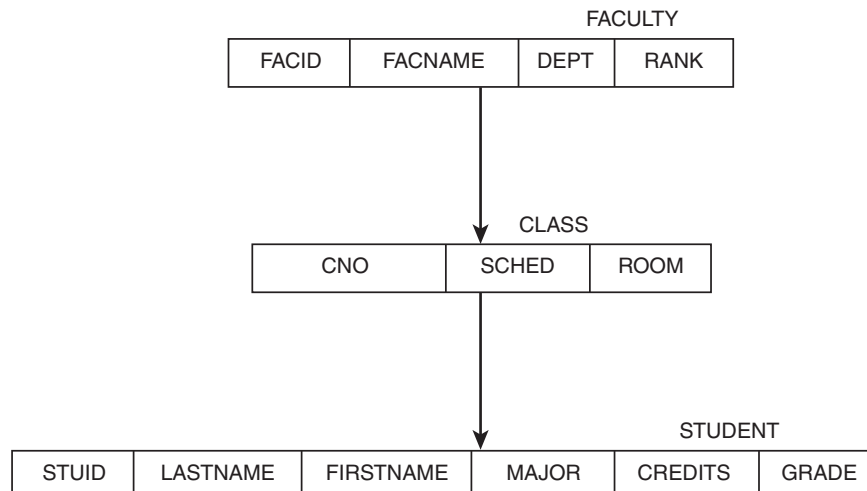 FACULTY
FACID FACNAME DEPT RANK
CLASS
CNO SCHED ROOM
STUDENT
STUID LASTNAME FIRSTNAME MAJOR CREDITS GRADE